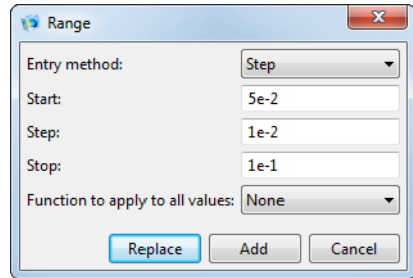 Range
Entry method: Step
Start: 5e-2
Step: 1e-2
Stop: 1e-1
Function to apply to all values: None
Replace Add Cancel